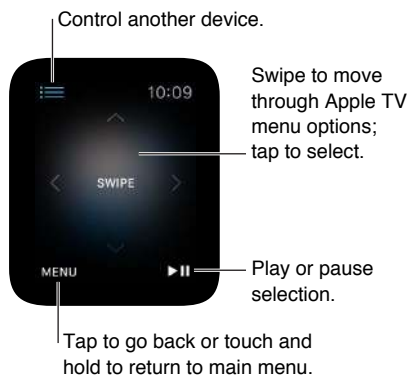 Control another device.
10:09
Swipe to move
through Apple TV
menu options;
tap to select.
SWIPE
MENU
Play or pause
selection.
Tap to go back or touch and
hold to return to main menu.